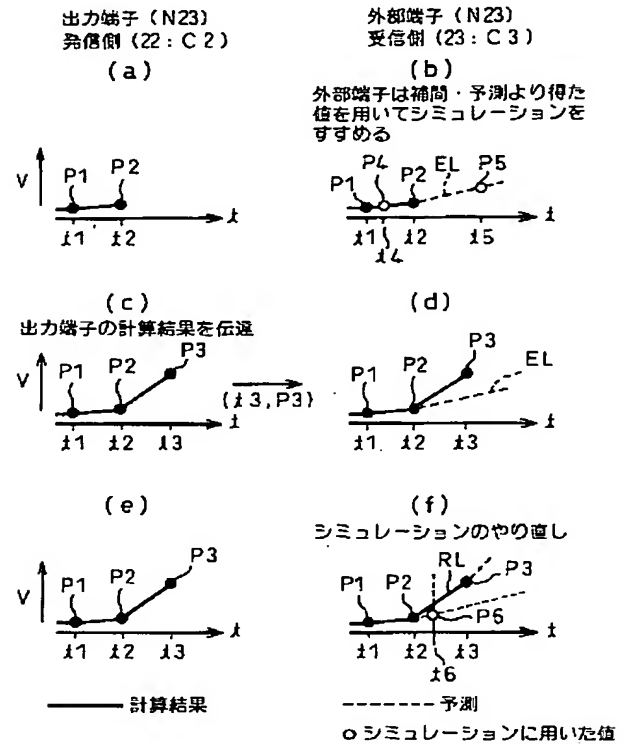 出力端子(N23)
発信側(22:C2)
外部端子(N23)
受信側(23:C3)
(a)
(b)
外部端子は補間・予測より得た
値を用いてシミュレーションを
すすめる
V
P1
P2
t
t1
t2
P1
P4
P2
EL
P5
t
t1
t4
t2
t5
(c)
出力端子の計算結果を伝達
V
P1
P2
P3
t
t1
t2
t3
(t3,P3)
(d)
P1
P2
P3
EL
t
t1
t2
t3
(e)
V
P1
P2
P3
t
t1
t2
t3
(f)
シミュレーションのやり直し
P1
P2
RL
P3
P6
t
t1
t2
t3
t6
計算結果
予測
シミュレーションに用いた値